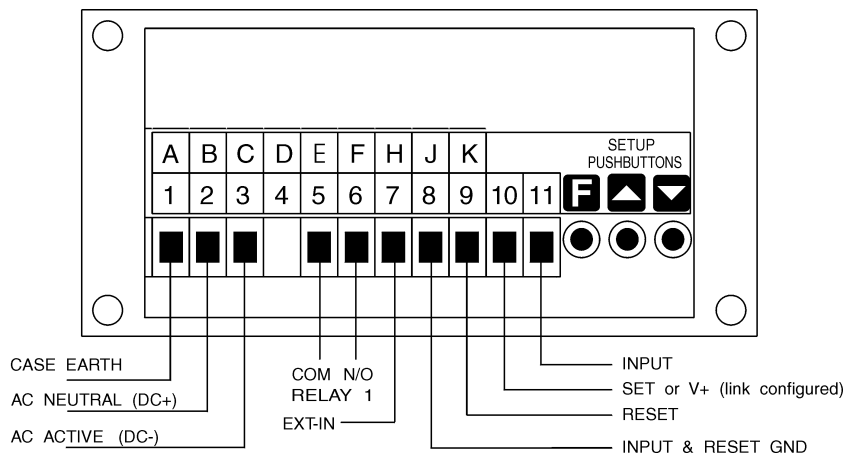 A B C D E F H J K
SETUP
PUSHBUTTONS
1 2 3 4 5 6 7 8 9 10 11 F
CASE EARTH
AC NEUTRAL (DC+)
AC ACTIVE (DC-)
COM N/O
RELAY 1
EXT-IN
INPUT
SET or V+ (link configured)
RESET
INPUT & RESET GND